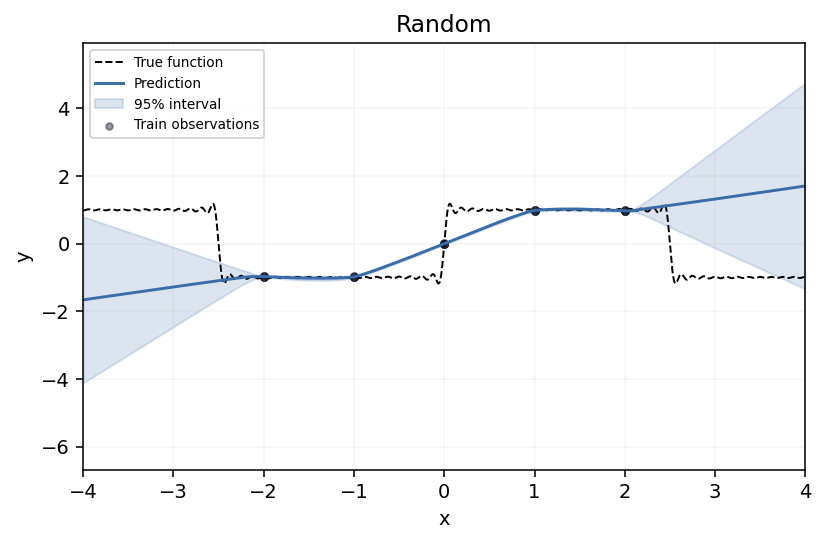 Random
True function
Prediction
95% interval
Train observations
4
2
0
−2
−4
−6
y
−4
−3
−2
−1
0
1
2
3
4
x